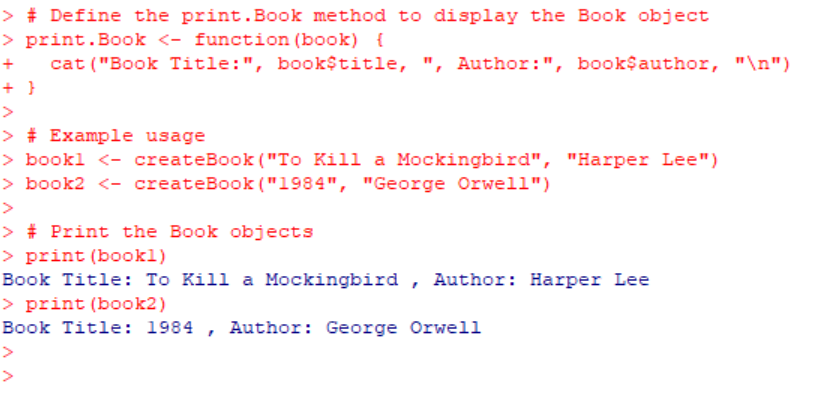 > # Define the print.Book method to display the Book object
> print.Book <- function(book) {
+   cat("Book Title:", book$title, ", Author:", book$author, "\n")
+ }
>
> # Example usage
> book1 <- createBook("To Kill a Mockingbird", "Harper Lee")
> book2 <- createBook("1984", "George Orwell")
>
> # Print the Book objects
> print(book1)
Book Title: To Kill a Mockingbird , Author: Harper Lee
> print(book2)
Book Title: 1984 , Author: George Orwell
>
>